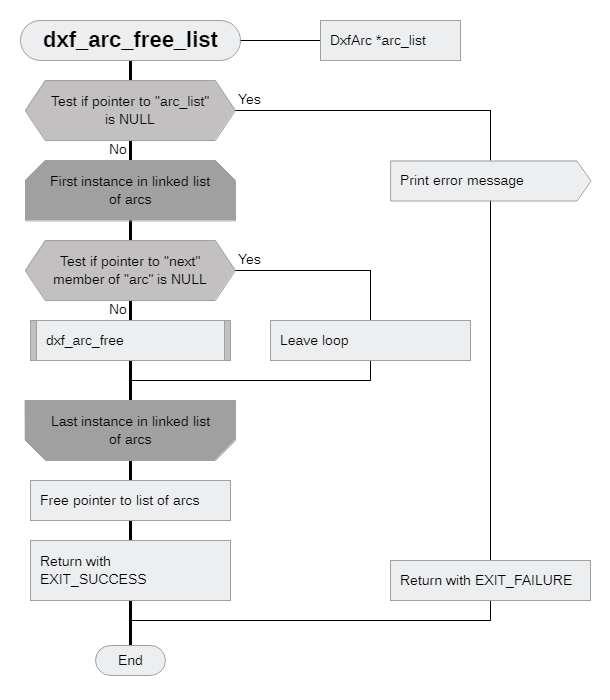 dxf_arc_free_list
DxfArc *arc_list
Test if pointer to "arc_list"
is NULL
Yes
No
Print error message
First instance in linked list
of arcs
Test if pointer to "next"
member of "arc" is NULL
Yes
No
dxf_arc_free
Leave loop
Last instance in linked list
of arcs
Free pointer to list of arcs
Return with
EXIT_SUCCESS
Return with EXIT_FAILURE
End